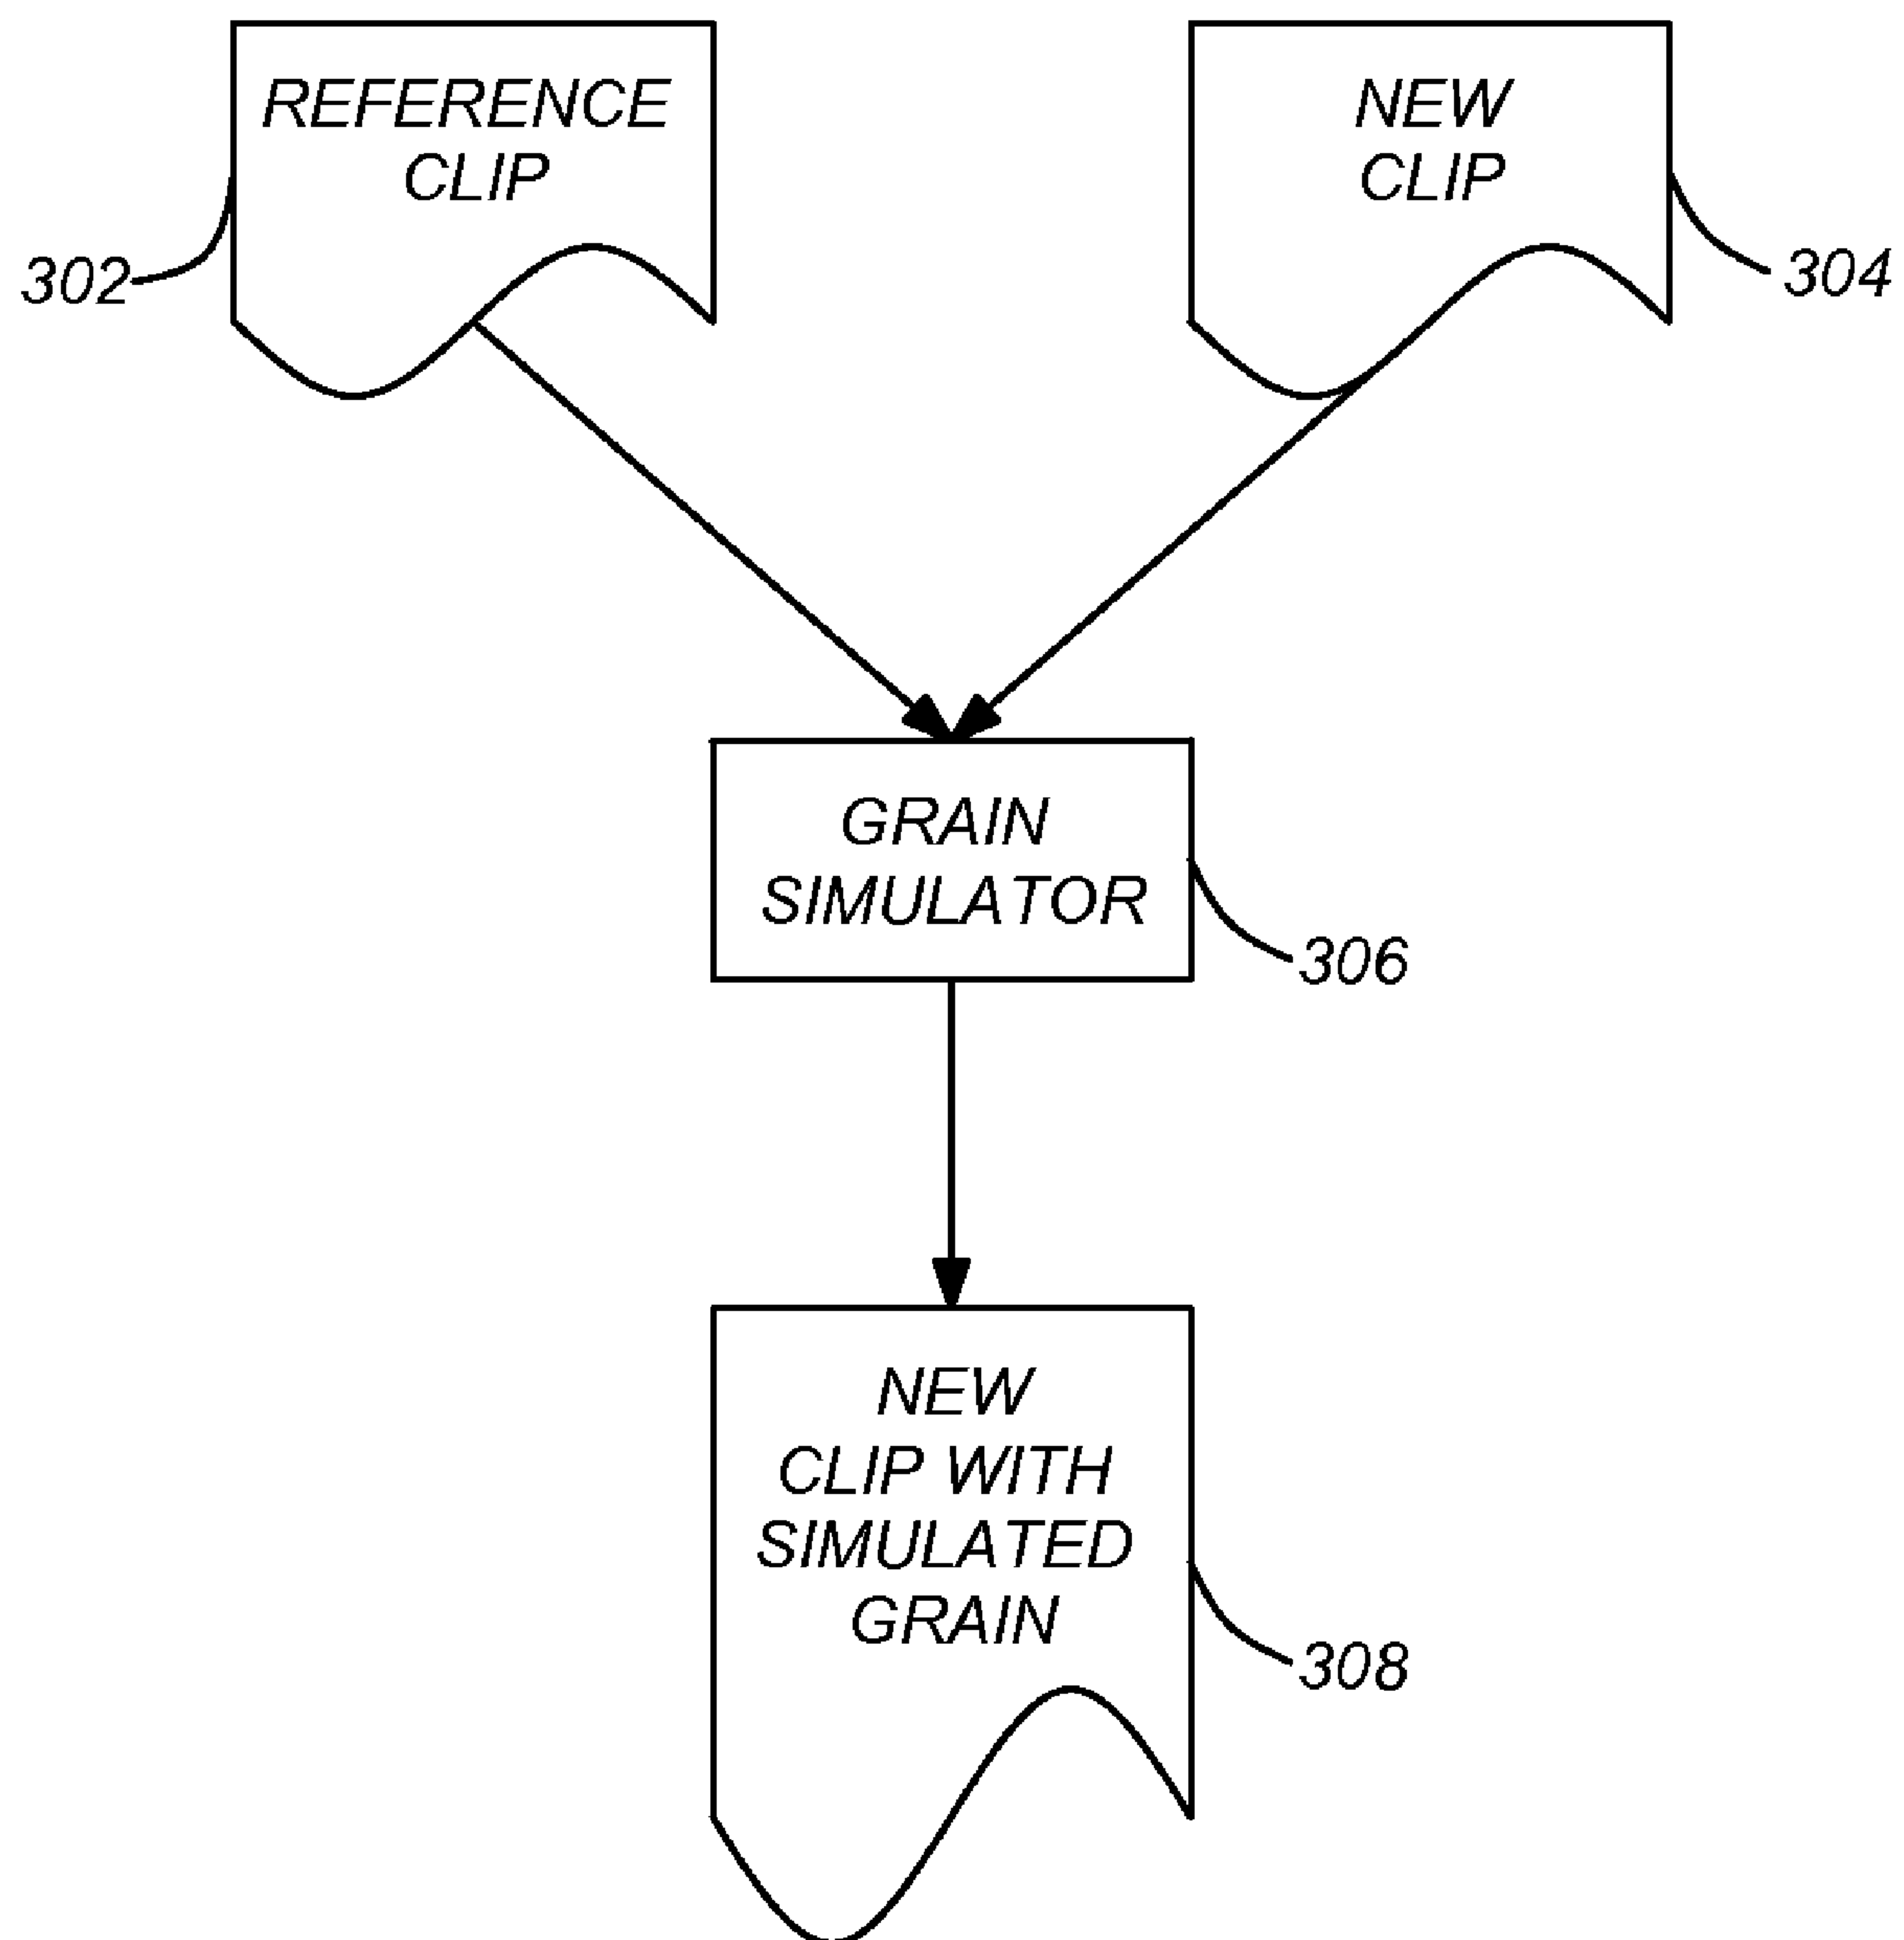 REFERENCE
CLIP
302
NEW
CLIP
304
GRAIN
SIMULATOR
306
NEW
CLIP WITH
SIMULATED
GRAIN
308